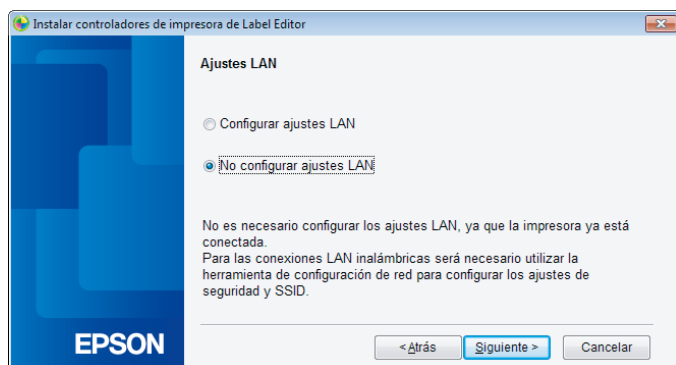 Instalar controladores de impresora de Label Editor
Ajustes LAN
Configurar ajustes LAN
No configurar ajustes LAN
No es necesario configurar los ajustes LAN, ya que la impresora ya está
conectada.
Para las conexiones LAN inalámbricas será necesario utilizar la
herramienta de configuración de red para configurar los ajustes de
seguridad y SSID.
EPSON
< Atrás
Siguiente >
Cancelar